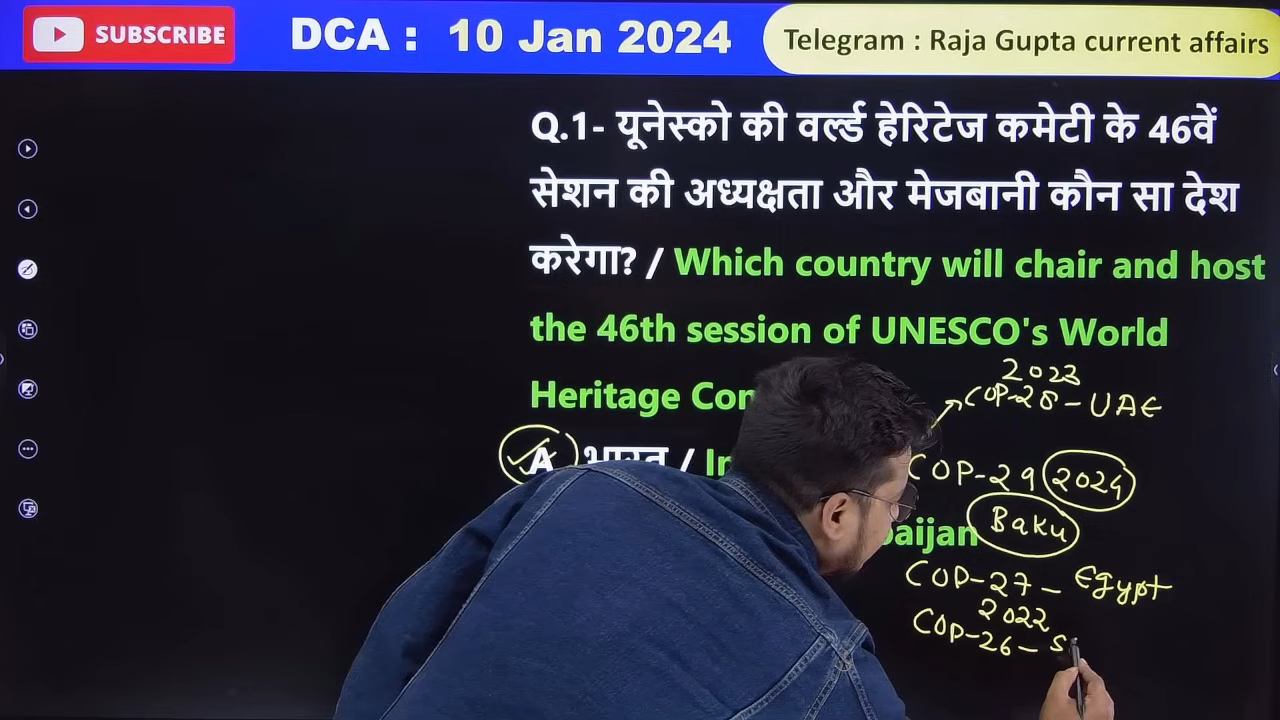 SUBSCRIBE
DCA : 10 Jan 2024
Telegram : Raja Gupta current affairs
Q.1- यूनेस्को की वर्ल्ड हेरिटेज कमेटी के 46वें
सेशन की अध्यक्षता और मेजबानी कौन सा देश
करेगा? / Which country will chair and host
the 46th session of UNESCO's World
Heritage
2023
COP-28 - UAE
A भारत /
COP-29 2024
Baku
COP-27 - Egypt
2022
COP-26 -